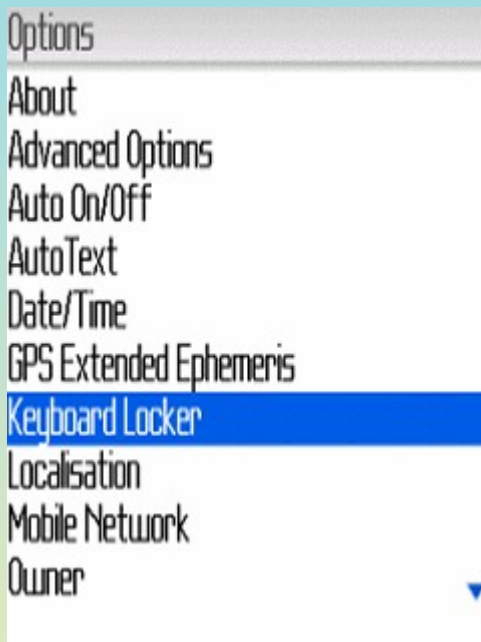 Options
About
Advanced Options
Auto On/Off
AutoText
Date/Time
GPS Extended Ephemeris
Keyboard Locker
Localisation
Mobile Network
Owner